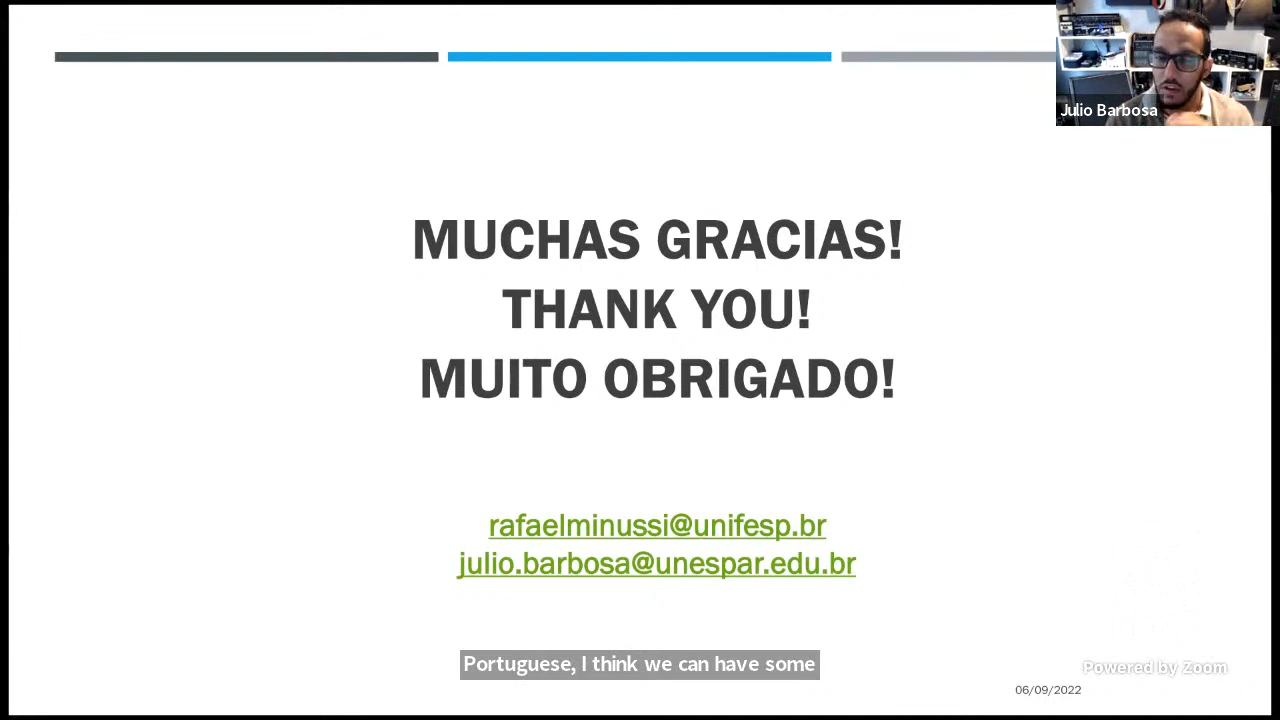 Julio Barbosa
MUCHAS GRACIAS!
THANK YOU!
MUITO OBRIGADO!
rafaelminussi@unifesp.br
julio.barbosa@unespar.edu.br
Portuguese, I think we can have some
Powered by Zoom
06/09/2022